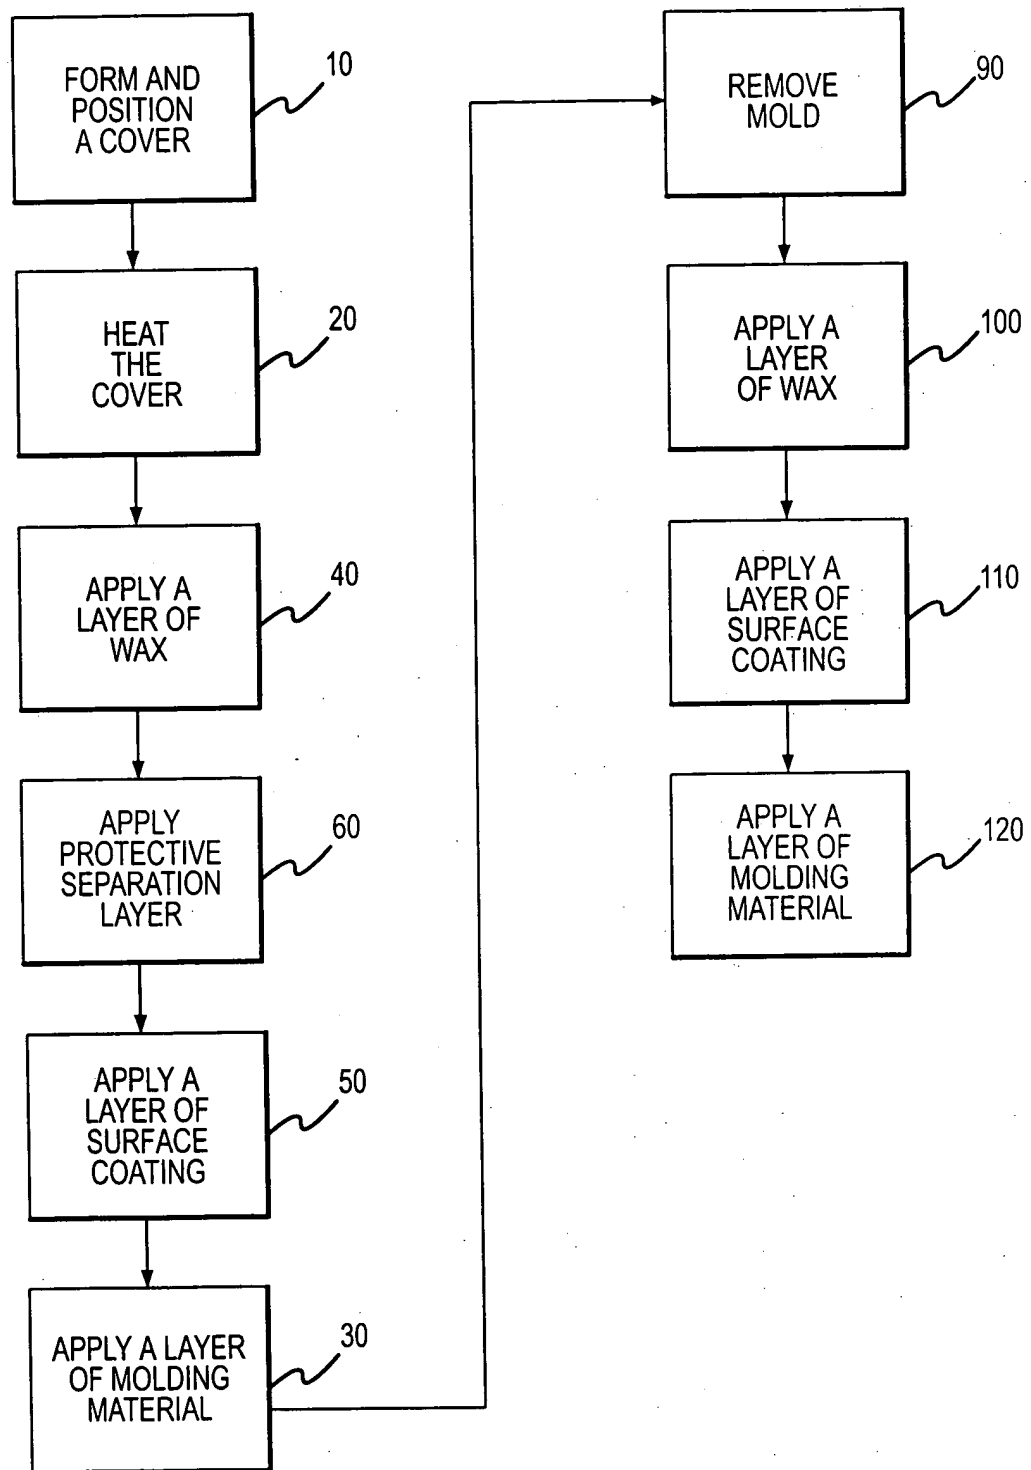 FORM AND
POSITION
A COVER
10
HEAT
THE
COVER
20
APPLY A
LAYER OF
WAX
40
APPLY
PROTECTIVE
SEPARATION
LAYER
60
APPLY A
LAYER OF
SURFACE
COATING
50
APPLY A LAYER
OF MOLDING
MATERIAL
30
REMOVE
MOLD
90
APPLY A
LAYER
OF WAX
100
APPLY A
LAYER OF
SURFACE
COATING
110
APPLY A
LAYER OF
MOLDING
MATERIAL
120